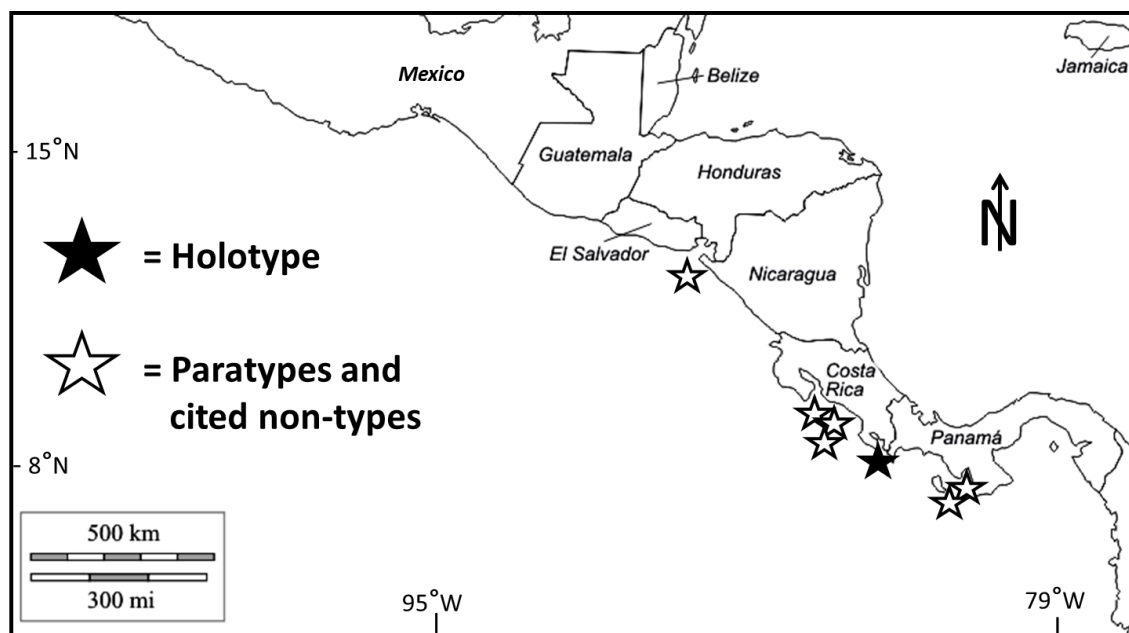 Mexico
Belize
Jamaica
15°N
Guatemala
Honduras
N
= Holotype
El Salvador
Nicaragua
= Paratypes and
cited non-types
Costa
Rica
Panamá
8°N
500 km
300 mi
95°W
79°W